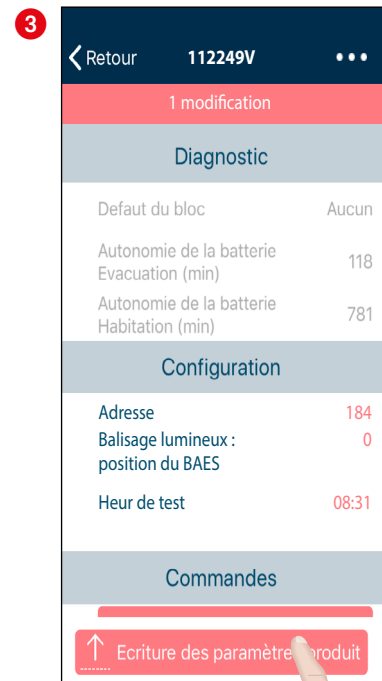 3
Retour 112249V •••
1 modification
Diagnostic
Defaut du bloc Aucun
Autonomie de la batterie
Evacuation (min) 118
Autonomie de la batterie
Habitation (min) 781
Configuration
Adresse 184
Balisage lumineux : 0
position du BAES
Heur de test 08:31
Commandes
Ecriture des paramètre produit